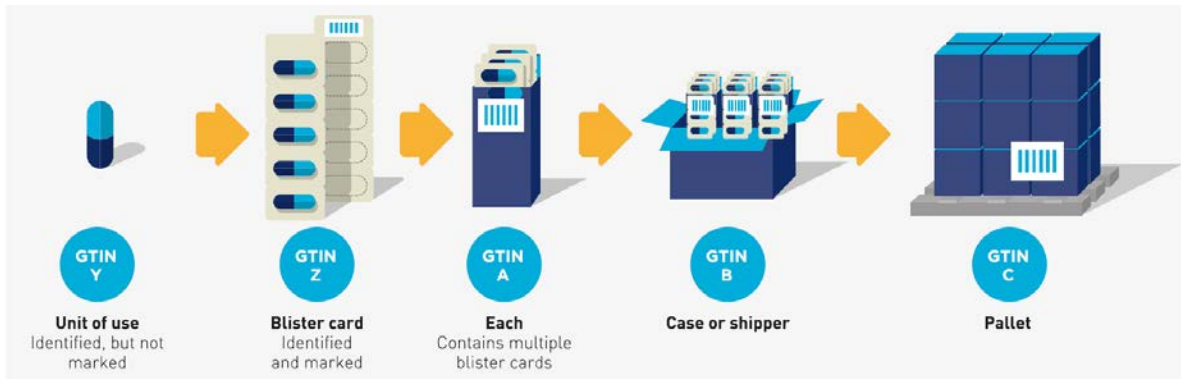 GTIN
Y
GTIN
Z
GTIN
A
GTIN
B
GTIN
C
Unit of use
Identified, but not
marked
Blister card
Identified
and marked
Each
Contains multiple
blister cards
Case or shipper
Pallet